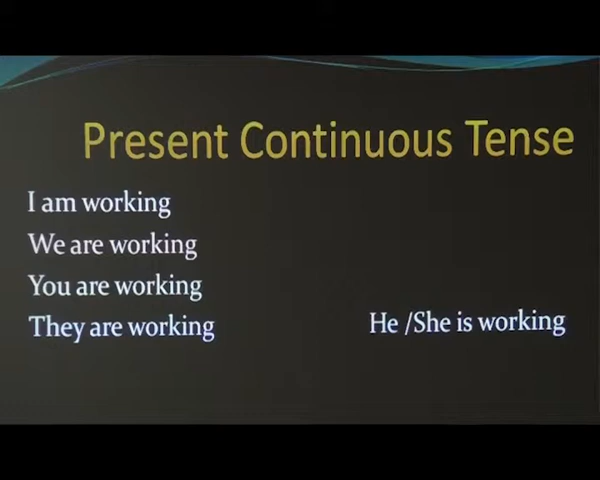 Present Continuous Tense
I am working
We are working
You are working
They are working
He /She is working